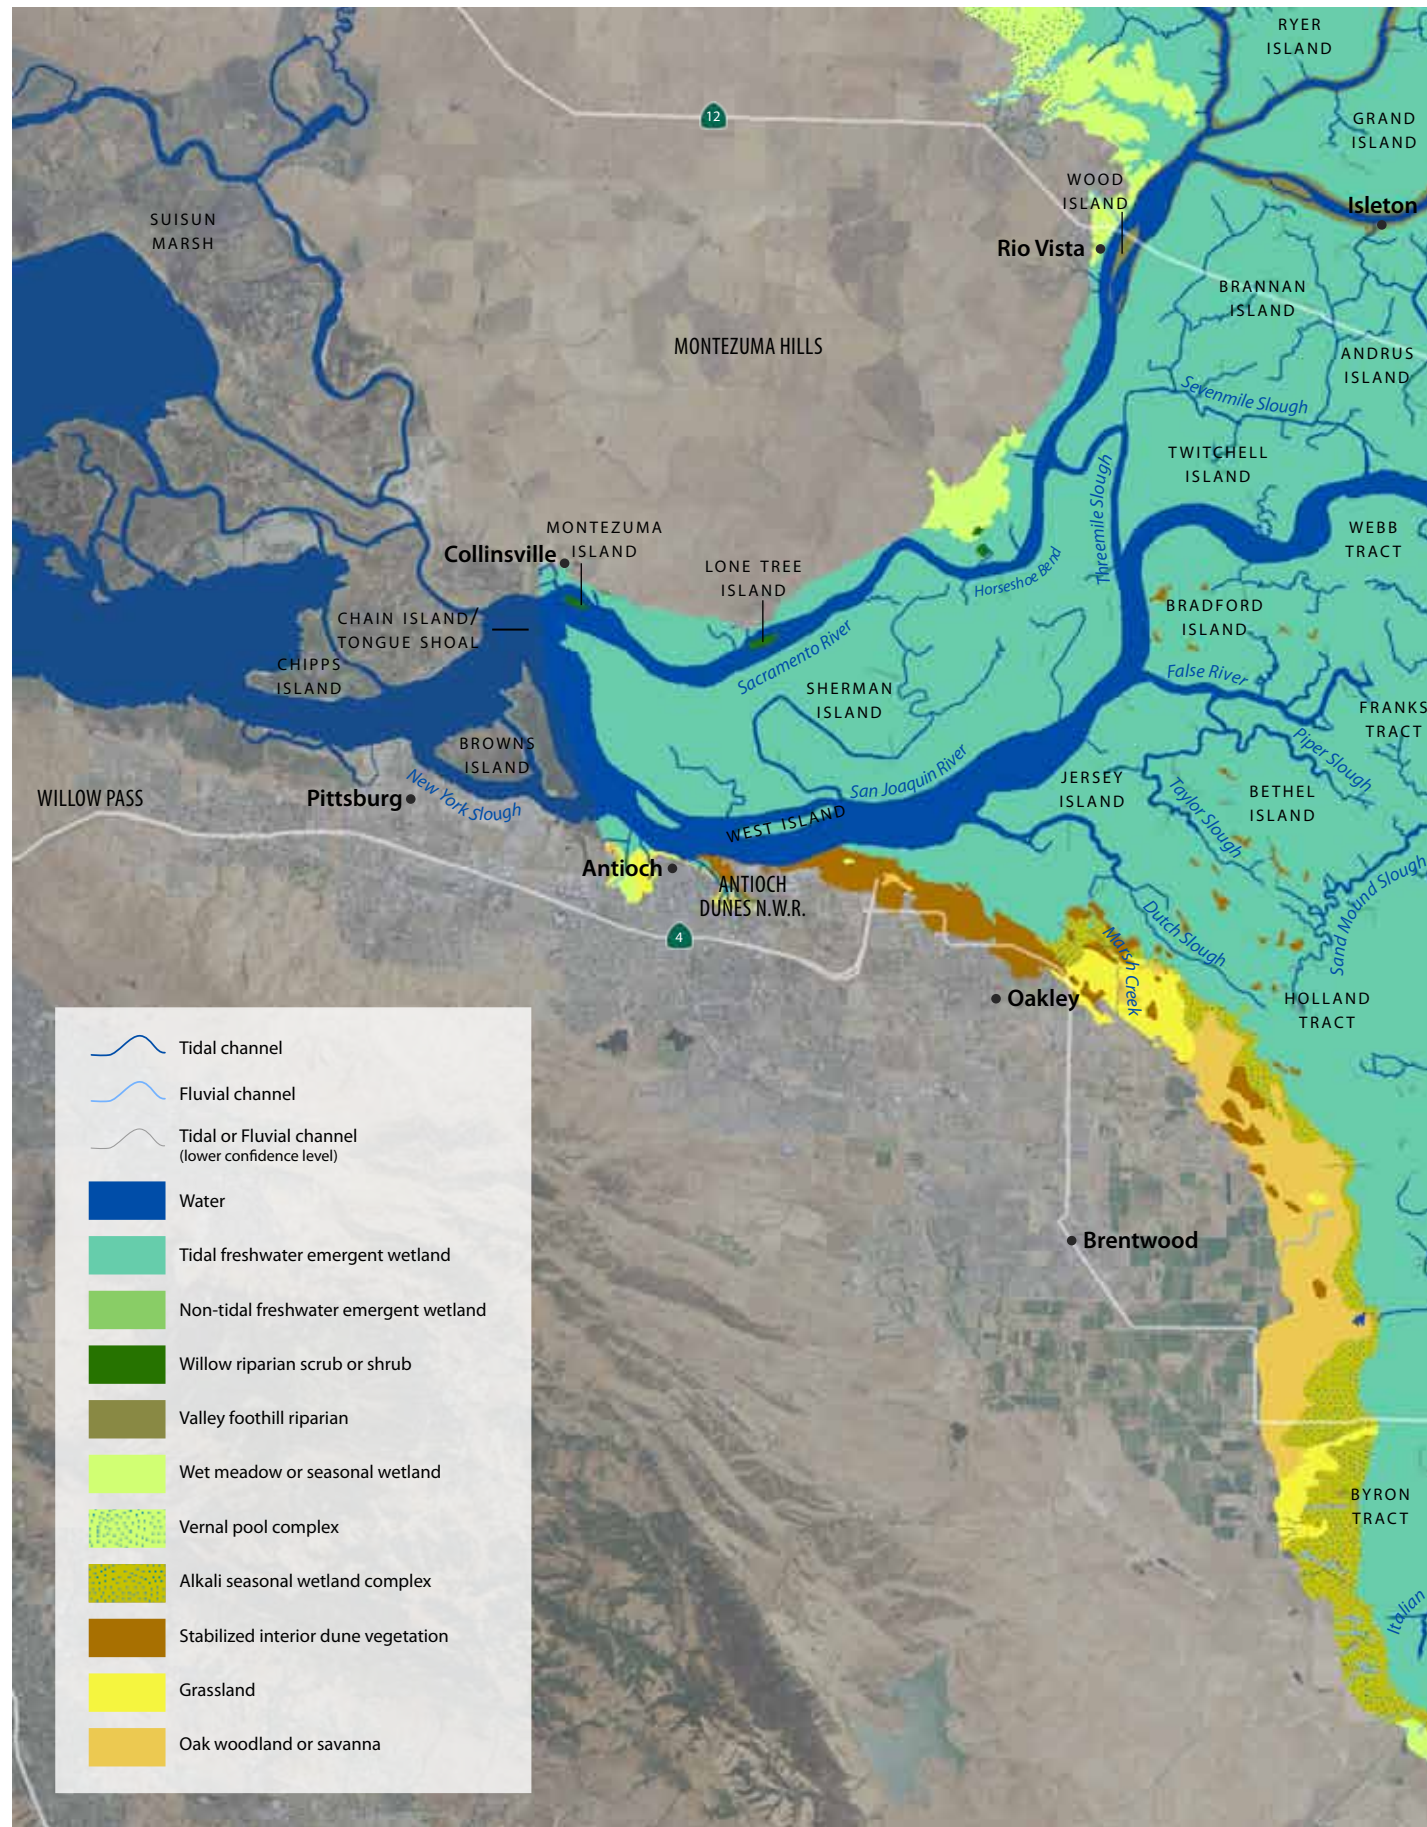 RYER
ISLAND
12
GRAND
ISLAND
WOOD
ISLAND
Isleton
SUISUN
MARSH
Rio Vista
BRANNAN
ISLAND
MONTEZUMA HILLS
ANDRUS
ISLAND
Sevenmile Slough
TWITCHELL
ISLAND
Threemile Slough
MONTEZUMA
ISLAND
WEBB
TRACT
Collinsville
LONE TREE
ISLAND
Horseshoe Bend
CHAIN ISLAND/
TONGUE SHOAL
BRADFORD
ISLAND
Sacramento River
CHIPPS
ISLAND
False River
SHERMAN
ISLAND
FRANKS
TRACT
BROWNS
ISLAND
Piper Slough
San Joaquin River
JERSEY
ISLAND
BETHEL
ISLAND
Taylor Slough
WILLOW PASS
Pittsburg
New York Slough
WEST ISLAND
Antioch
ANTIOCH
DUNES N.W.R.
Sand Mound Slough
4
Dutch Slough
Marsh Creek
Oakley
HOLLAND
TRACT
Brentwood
BYRON
TRACT
Italian
Tidal channel
Fluvial channel
Tidal or Fluvial channel
(lower confidence level)
Water
Tidal freshwater emergent wetland
Non-tidal freshwater emergent wetland
Willow riparian scrub or shrub
Valley foothill riparian
Wet meadow or seasonal wetland
Vernal pool complex
Alkali seasonal wetland complex
Stabilized interior dune vegetation
Grassland
Oak woodland or savanna